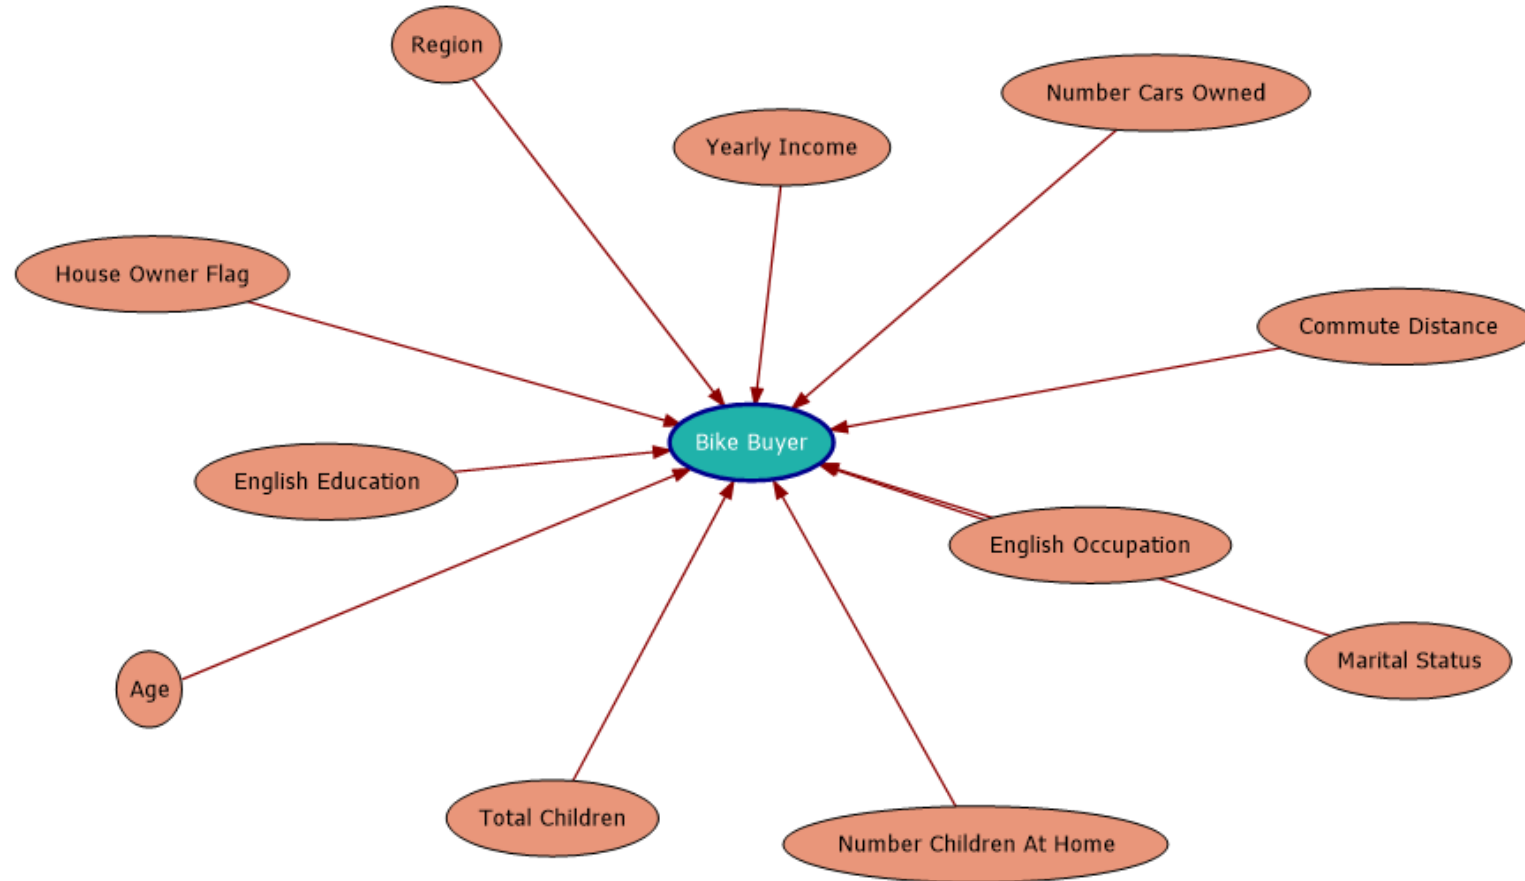 Region
Number Cars Owned
Yearly Income
House Owner Flag
Commute Distance
Bike Buyer
English Education
English Occupation
Marital Status
Age
Total Children
Number Children At Home